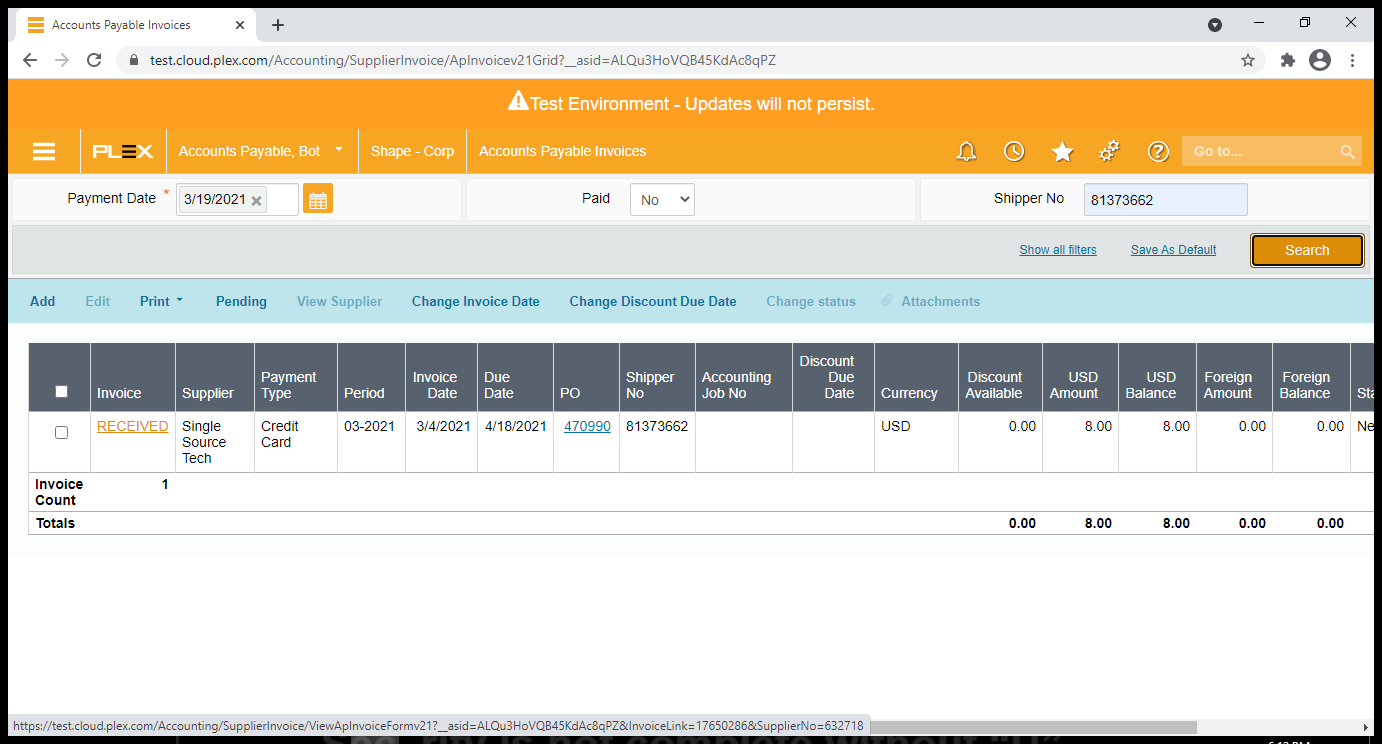 Accounts Payable Invoices
test.cloud.plex.com/Accounting/SupplierInvoice/ApInvoicev21Grid?__asid=ALQu3HoVQB45KdAc8qPZ
Test Environment - Updates will not persist.
PLEX Accounts Payable, Bot Shape - Corp Accounts Payable Invoices Go to...
Payment Date * 3/19/2021 Paid No Shipper No 81373662
Show all filters Save As Default Search
Add Edit Print Pending View Supplier Change Invoice Date Change Discount Due Date Change status Attachments
Discount
Payment Invoice Due Shipper Accounting Due Discount USD USD Foreign Foreign
Invoice Supplier Type Period Date Date PO No Job No Date Currency Available Amount Balance Amount Balance
RECEIVED Single Credit 03-2021 3/4/2021 4/18/2021 470990 81373662 USD 0.00 8.00 8.00 0.00 0.00 Ne
Source Card
Tech
Invoice 1
Count
Totals 0.00 8.00 8.00 0.00 0.00
https://test.cloud.plex.com/Accounting/SupplierInvoice/ViewApInvoiceFormv21?__asid=ALQu3HoVQB45KdAc8qPZ&InvoiceLink=17650286&SupplierNo=632718